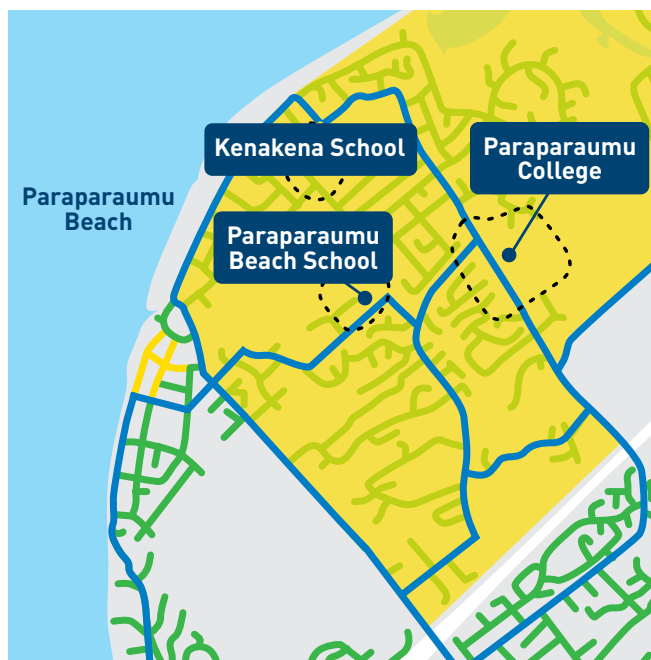 Kenakena School
Paraparaumu
College
Paraparaumu
Beach
Paraparaumu
Beach School